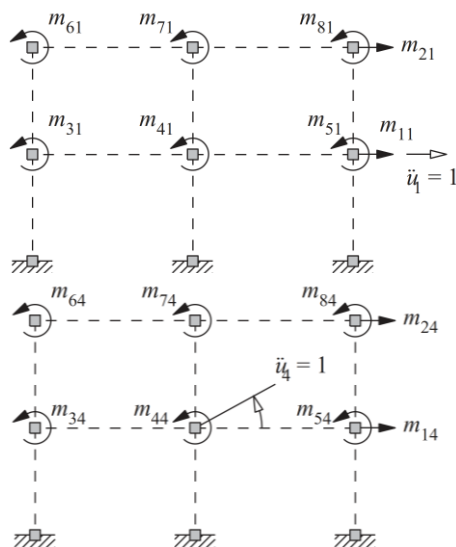 m₆₁ m₇₁ m₈₁
m₂₁
m₃₁ m₄₁ m₅₁ m₁₁
ü₁ = 1
m₆₄ m₇₄ m₈₄
m₂₄
ü₄ = 1
m₃₄ m₄₄ m₅₄
m₁₄